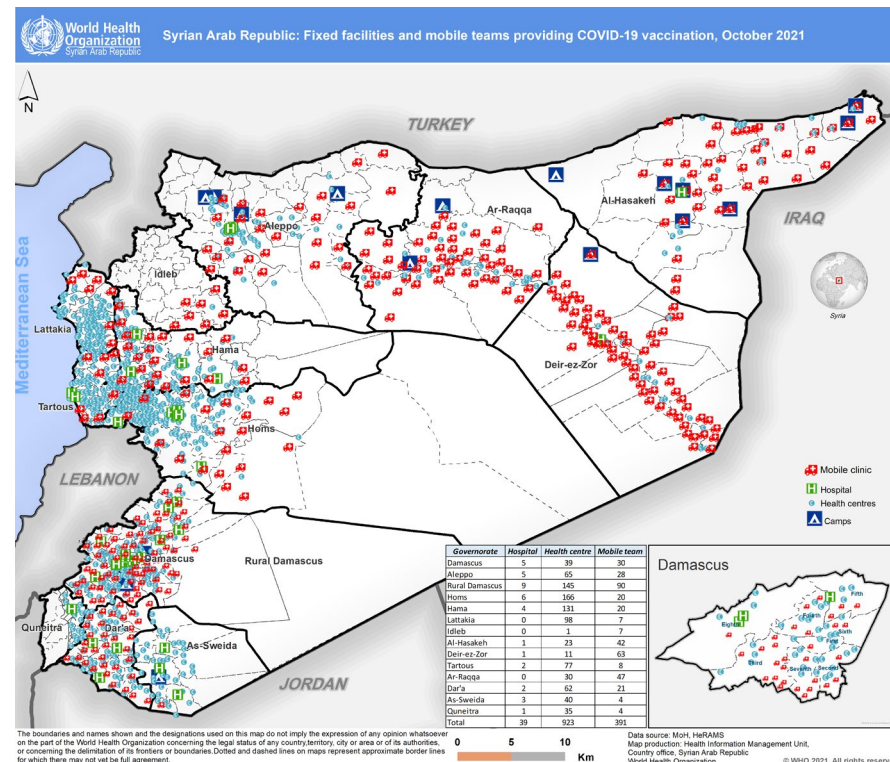 World Health
Organization
Syrian Arab Republic
Syrian Arab Republic: Fixed facilities and mobile teams providing COVID-19 vaccination, October 2021
N
TURKEY
Mediterranean Sea
IRAQ
Al-Hasakeh
Ar-Raqqa
Aleppo
Idleb
Syria
Lattakia
Hama
Deir-ez-Zor
Tartous
Homs
LEBANON
Mobile clinic
Hospital
Health centres
Camps
Damascus
Rural Damascus
Quneitra
Dar'a
As-Sweida
JORDAN
Governorate Hospital Health centre Mobile team
Damascus 5 39 30
Aleppo 5 65 28
Rural Damascus 9 145 90
Homs 6 166 20
Hama 4 131 20
Lattakia 0 98 7
Idleb 0 1 7
Al-Hasakeh 1 23 42
Deir-ez-Zor 1 11 63
Tartous 2 77 8
Ar-Raqqa 0 30 47
Dar'a 2 62 21
As-Sweida 3 40 4
Quneitra 1 35 4
Total 39 923 391
Damascus
Fifth
Eighth
Fourth
Sixth
First
Third
Seventh
Second
The boundaries and names shown and the designations used on this map do not imply the expression of any opinion whatsoever
on the part of the World Health Organization concerning the legal status of any country,territory, city or area or of its authorities,
or concerning the delimitation of its frontiers or boundaries.Dotted and dashed lines on maps represent approximate border lines
for which there may not yet be full agreement.
0 5 10
Km
Data source: MoH, HeRAMS
Map production: Health Information Management Unit,
Country office, Syrian Arab Republic
World Health Organization
© WHO 2021. All rights reserv